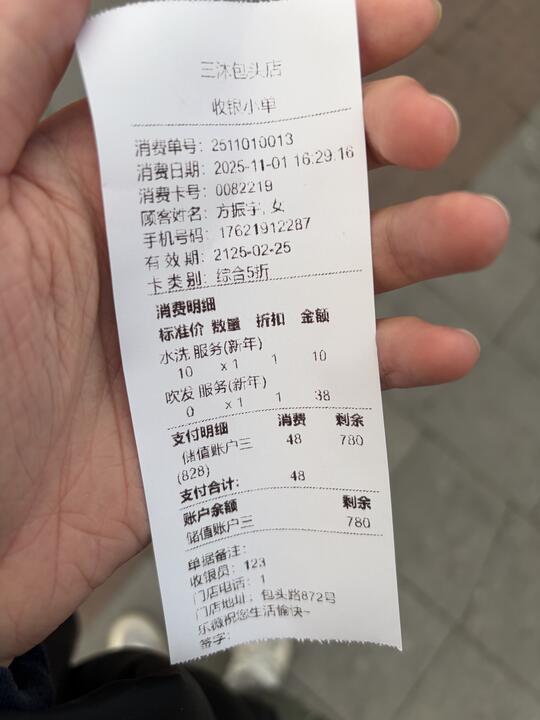 三沐包头店
收银小单
消费单号: 2511010013
消费日期: 2025-11-01 16:29:16
消费卡号: 0082219
顾客姓名: 方振宇, 女
手机号码: 17621912287
有 效 期: 2125-02-25
卡 类 别: 综合5折
消费明细
标准价 数量 折扣 金额
水洗 服务(新年)
10 x1 1 10
吹发 服务(新年)
0 x1 1 38
支付明细 消费 剩余
储值账户三 48 780
(828)
支付合计: 48
账户余额 剩余
储值账户三 780
单据备注:
收银员: 123
门店电话: 1
门店地址: 包头路872号
乐微祝您生活愉快~
签字: